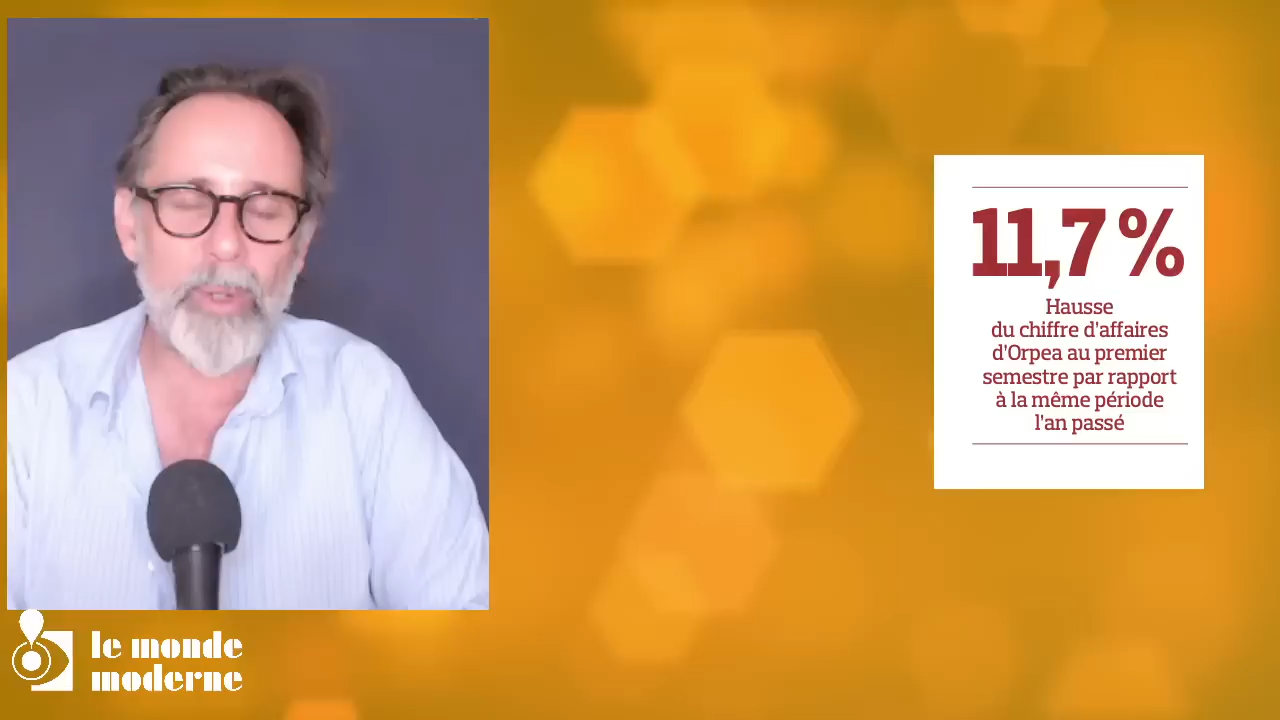 11,7 %
Hausse
du chiffre d'affaires
d'Orpea au premier
semestre par rapport
à la même période
l'an passé
le monde
moderne